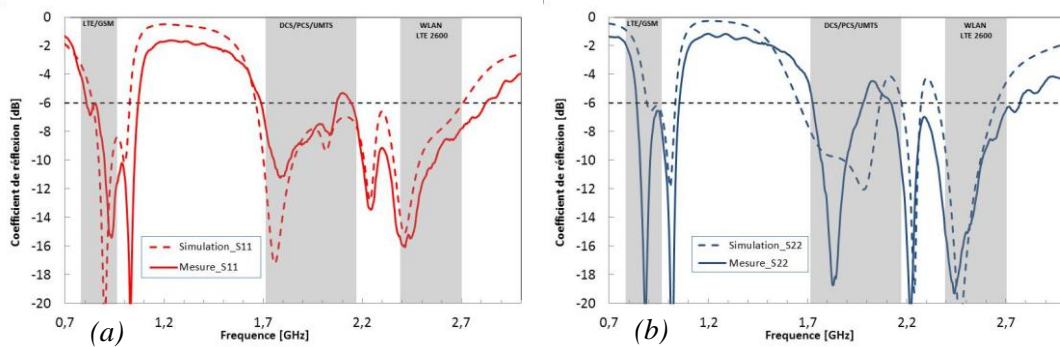 0
-2
-4
-6
-8
-10
-12
-14
-16
-18
-20
Coefficient de réflexion [dB]
LTE/GSM
DCS/PCS/UMTS
WLAN
LTE 2600
Simulation_S11
Mesure_S11
0,7
1,2
1,7
2,2
2,7
(a)
Frequence [GHz]
0
-2
-4
-6
-8
-10
-12
-14
-16
-18
-20
Coefficient de réflexion [dB]
LTE/GSM
DCS/PCS/UMTS
WLAN
LTE 2600
Simulation_S22
Mesure_S22
0,7
1,2
1,7
2,2
2,7
(b)
Frequence [GHz]